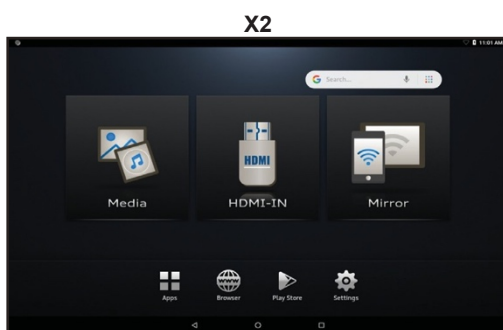 X2
11:01 AM
G Search...
HDMI
Media HDMI-IN Mirror
Apps Browser Play Store Settings